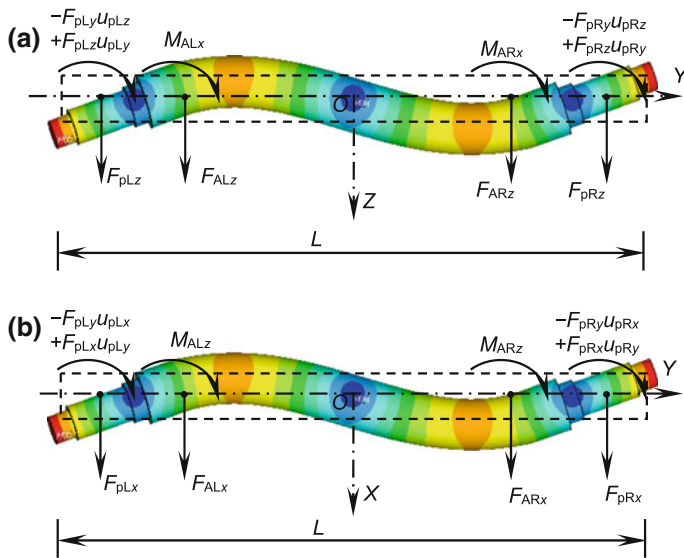 (a)
−FpLyupLz
+FpLzupLy
MALx
MARx
−FpRyupRz
+FpRzupRy
Y
O
FpLz
FALz
FARz
FpRz
Z
L
(b)
−FpLyupLx
+FpLxupLy
MALz
MARz
−FpRyupRx
+FpRxupRy
Y
O
FpLx
FALx
FARx
FpRx
X
L